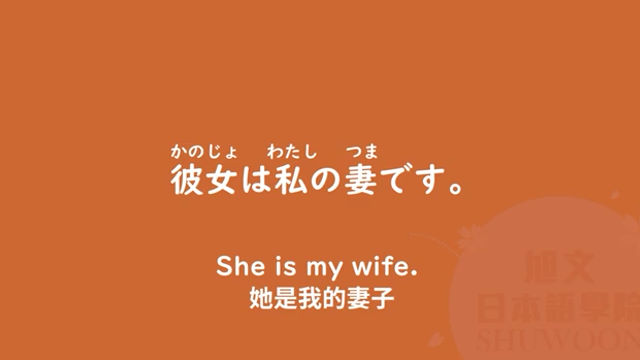 かのじょ わたし つま
彼女は私の妻です。
She is my wife.
她是我的妻子
旭文
日本語學院
SHUWOON